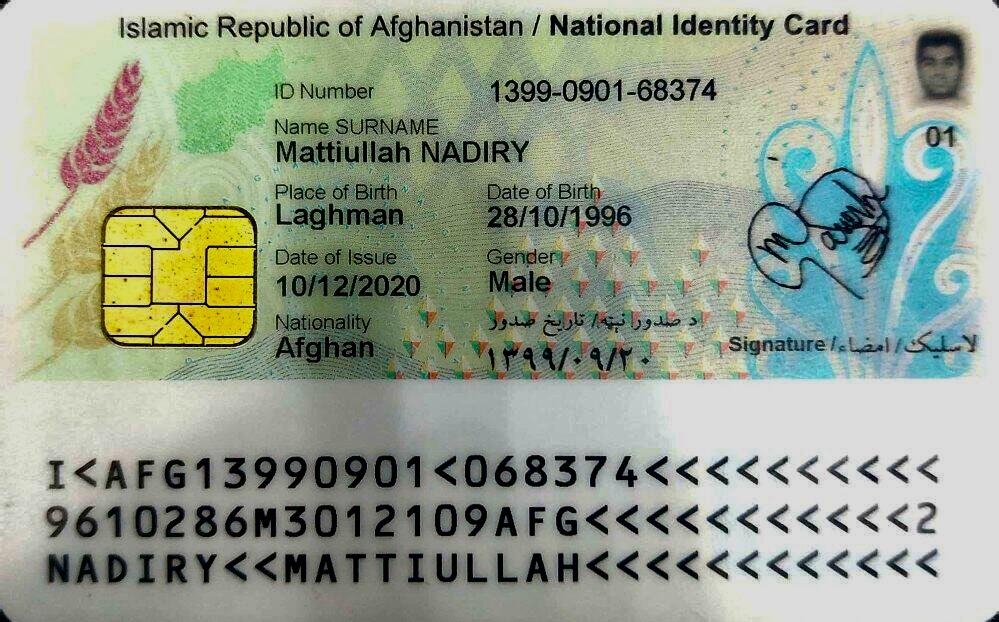 Islamic Republic of Afghanistan / National Identity Card
ID Number 1399-0901-68374
Name SURNAME
Mattiullah NADIRY
Place of Birth Date of Birth
Laghman 28/10/1996
Date of Issue Gender
10/12/2020 Male
Nationality د صدور نېټه/ تاریخ صدور
Afghan ۱۳۹۹/۰۹/۲۰
01
Signature /لاسلیک / امضاء
I<AFG13990901<068374<<<<<<<<<<
9610286M3012109AFG<<<<<<<<<<<2
NADIRY<<MATTIULLAH<<<<<<<<<<<<